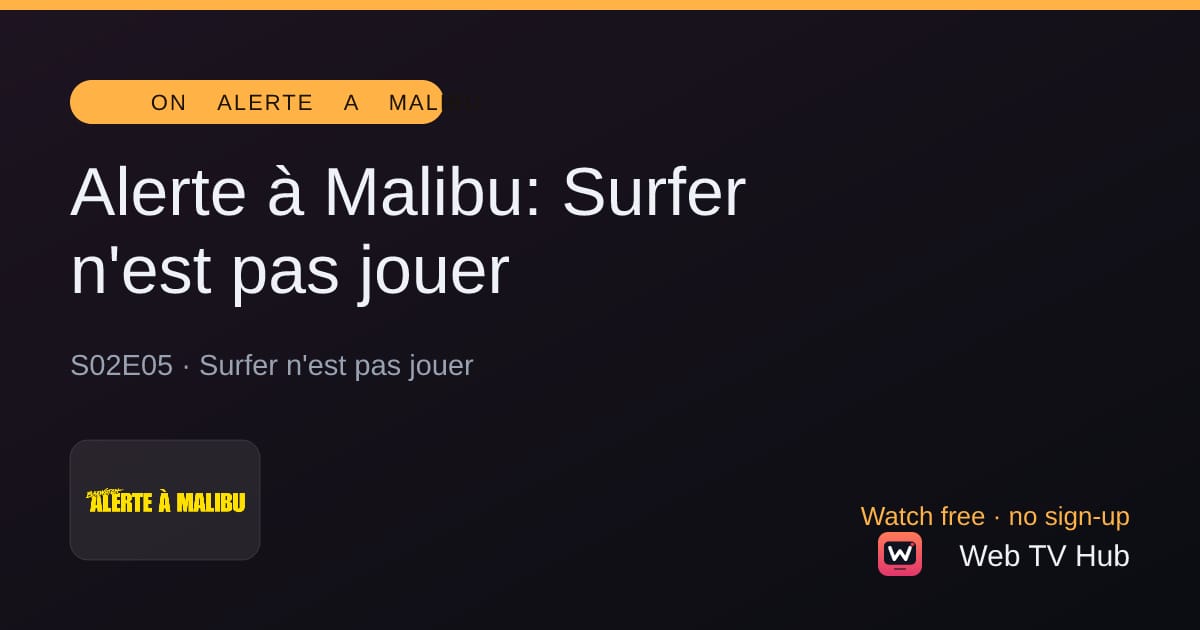 ON ALERTE A MALIBU
Alerte à Malibu: Surfer
n'est pas jouer
S02E05 · Surfer n'est pas jouer
ALERTE À MALIBU
Watch free · no sign-up
W
Web TV Hub